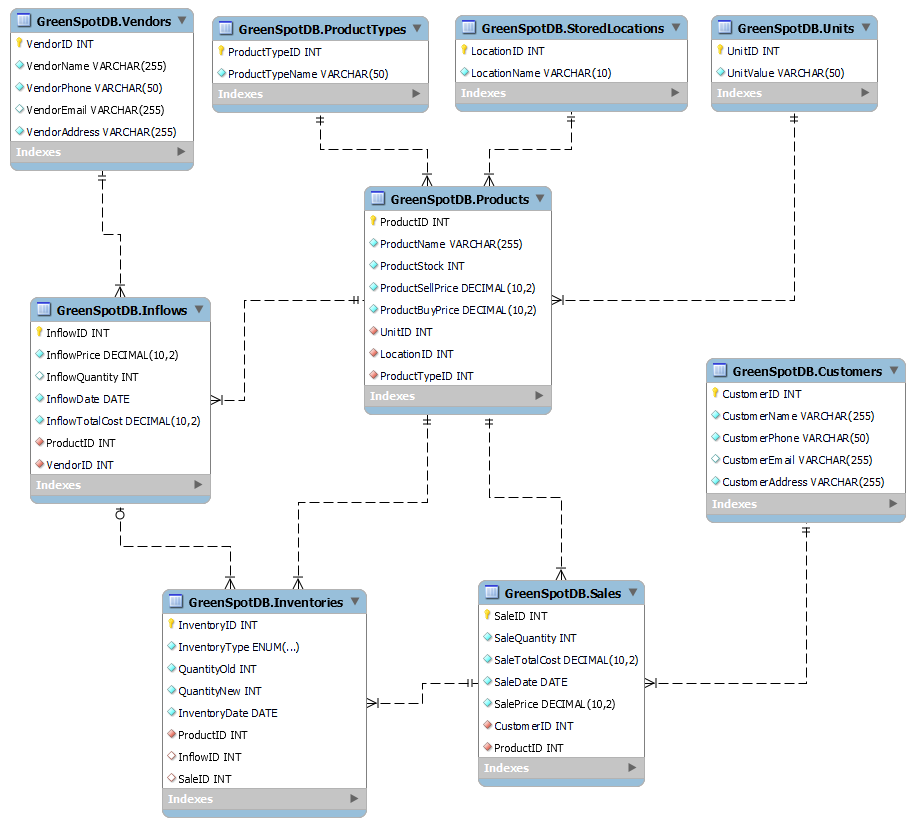 GreenSpotDB.Vendors
VendorID INT
VendorName VARCHAR(255)
VendorPhone VARCHAR(50)
VendorEmail VARCHAR(255)
VendorAddress VARCHAR(255)
Indexes
GreenSpotDB.ProductTypes
ProductTypeID INT
ProductTypeName VARCHAR(50)
Indexes
GreenSpotDB.StoredLocations
LocationID INT
LocationName VARCHAR(10)
Indexes
GreenSpotDB.Units
UnitID INT
UnitValue VARCHAR(50)
Indexes
GreenSpotDB.Products
ProductID INT
ProductName VARCHAR(255)
ProductStock INT
ProductSellPrice DECIMAL(10,2)
ProductBuyPrice DECIMAL(10,2)
UnitID INT
LocationID INT
ProductTypeID INT
Indexes
GreenSpotDB.Inflows
InflowID INT
InflowPrice DECIMAL(10,2)
InflowQuantity INT
InflowDate DATE
InflowTotalCost DECIMAL(10,2)
ProductID INT
VendorID INT
Indexes
GreenSpotDB.Customers
CustomerID INT
CustomerName VARCHAR(255)
CustomerPhone VARCHAR(50)
CustomerEmail VARCHAR(255)
CustomerAddress VARCHAR(255)
Indexes
GreenSpotDB.Inventories
InventoryID INT
InventoryType ENUM(...)
QuantityOld INT
QuantityNew INT
InventoryDate DATE
ProductID INT
InflowID INT
SaleID INT
Indexes
GreenSpotDB.Sales
SaleID INT
SaleQuantity INT
SaleTotalCost DECIMAL(10,2)
SaleDate DATE
SalePrice DECIMAL(10,2)
CustomerID INT
ProductID INT
Indexes